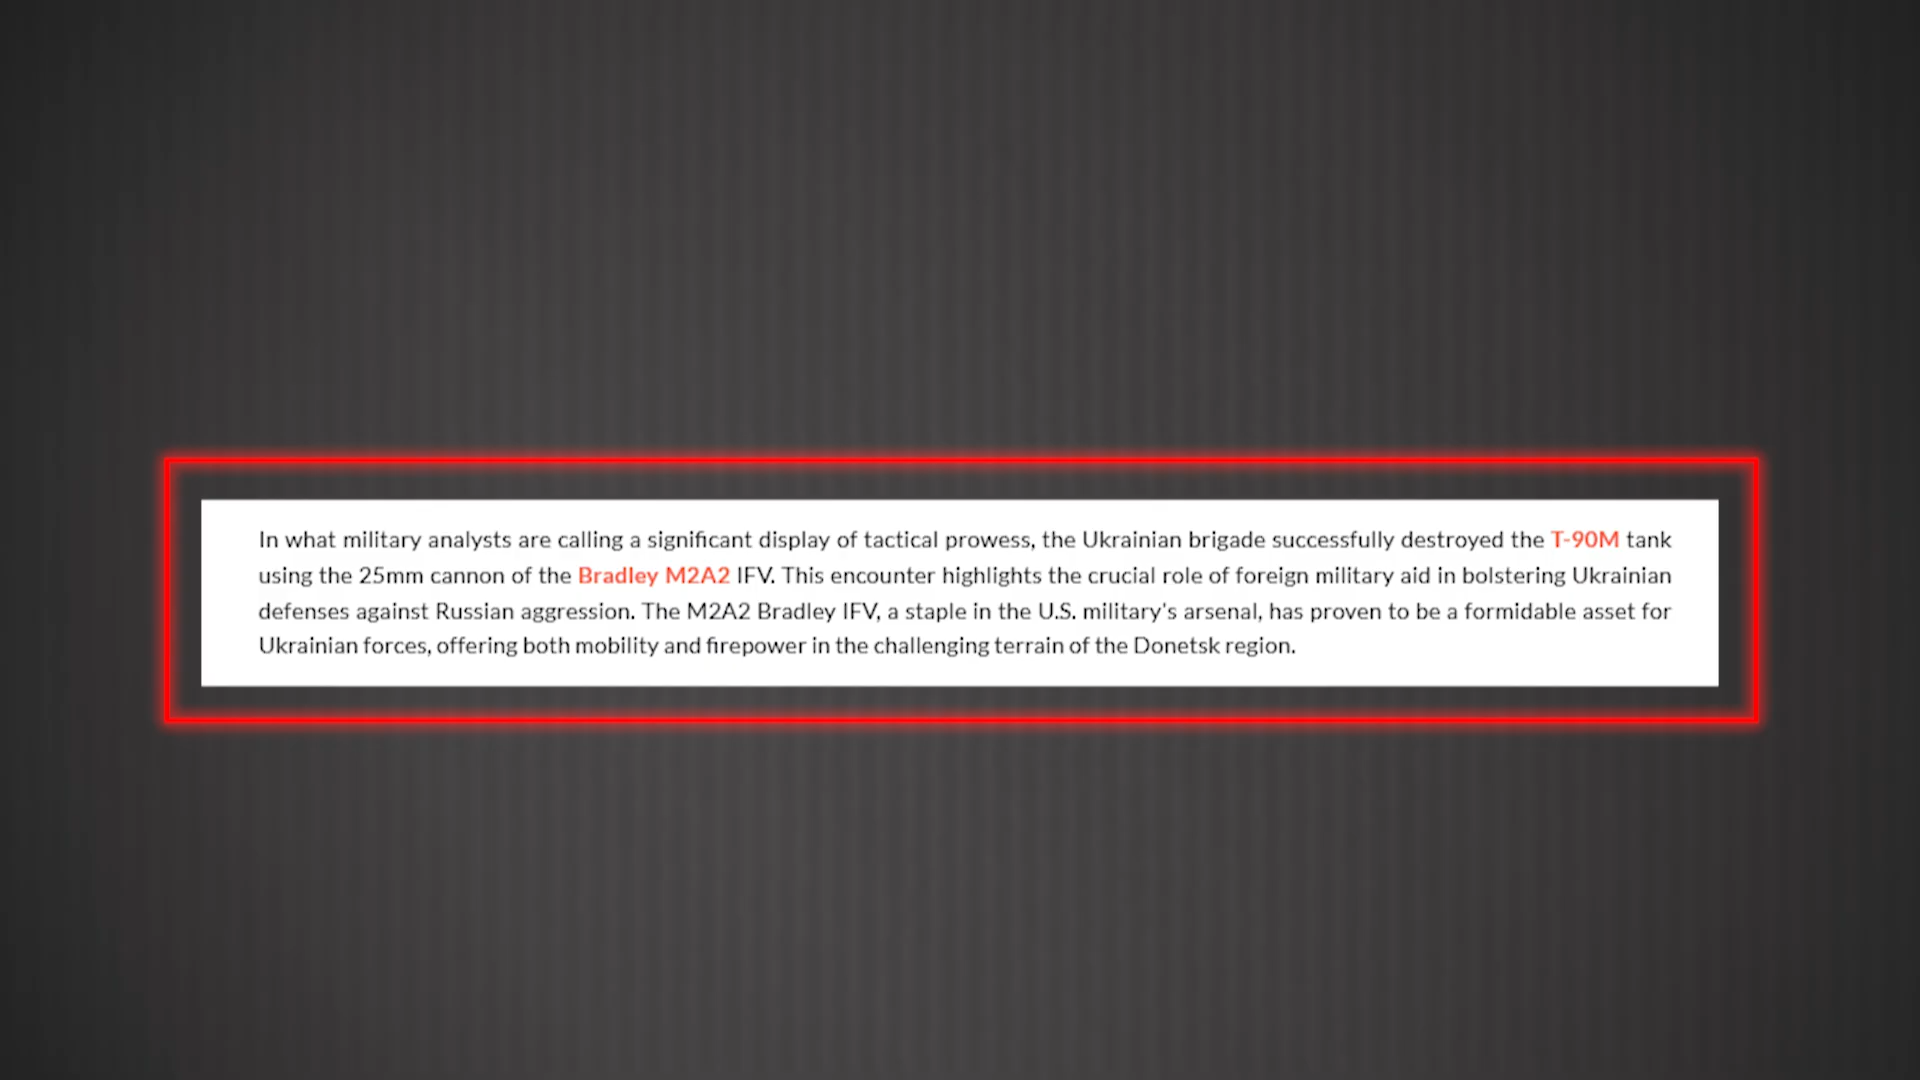 In what military analysts are calling a significant display of tactical prowess, the Ukrainian brigade successfully destroyed the T-90M tank
using the 25mm cannon of the Bradley M2A2 IFV. This encounter highlights the crucial role of foreign military aid in bolstering Ukrainian
defenses against Russian aggression. The M2A2 Bradley IFV, a staple in the U.S. military's arsenal, has proven to be a formidable asset for
Ukrainian forces, offering both mobility and firepower in the challenging terrain of the Donetsk region.